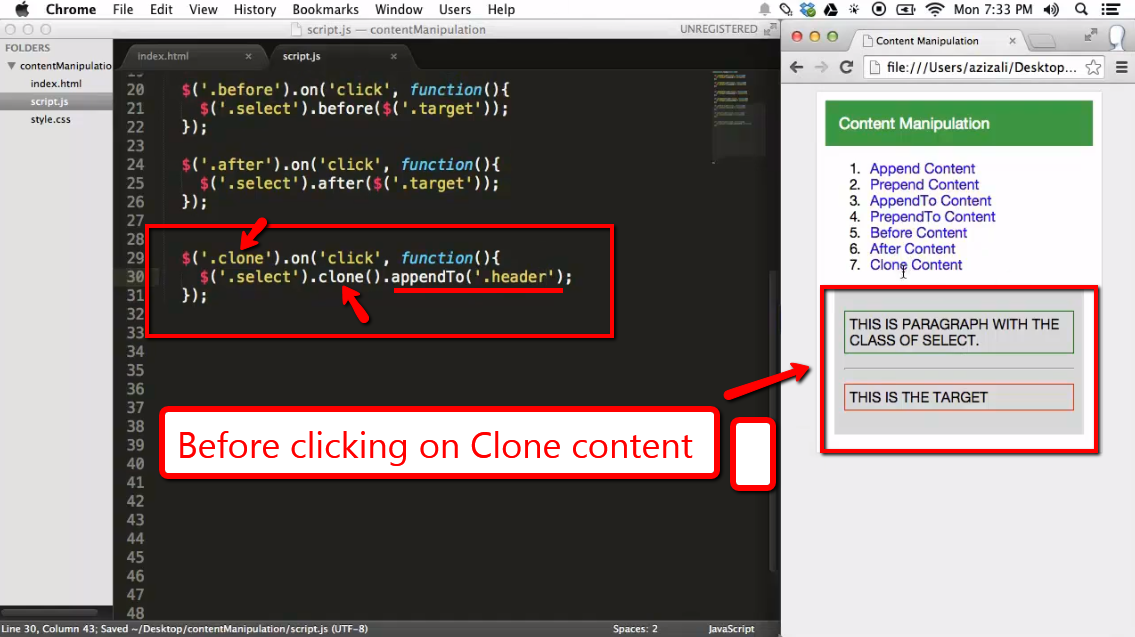 Chrome File Edit View History Bookmarks Window Users Help Mon 7:33 PM
script.js — contentManipulation UNREGISTERED
FOLDERS
contentManipulatio
index.html
script.js
style.css
index.html × script.js ×
20 $('.before').on('click', function(){
21 $('.select').before($('.target'));
22 });
23
24 $('.after').on('click', function(){
25 $('.select').after($('.target'));
26 });
27
28
29 $('.clone').on('click', function(){
30 $('.select').clone().appendTo('.header');
31 });
32
33
34
35
36
37
38
39
40
41
42
43
44
45
46
47
48
Before clicking on Clone content
Line 30, Column 43; Saved ~/Desktop/contentManipulation/script.js (UTF-8) Spaces: 2 JavaScript
Content Manipulation ×
file:///Users/azizali/Desktop...
Content Manipulation
1. Append Content
2. Prepend Content
3. AppendTo Content
4. PrependTo Content
5. Before Content
6. After Content
7. Clone Content
THIS IS PARAGRAPH WITH THE
CLASS OF SELECT.
THIS IS THE TARGET